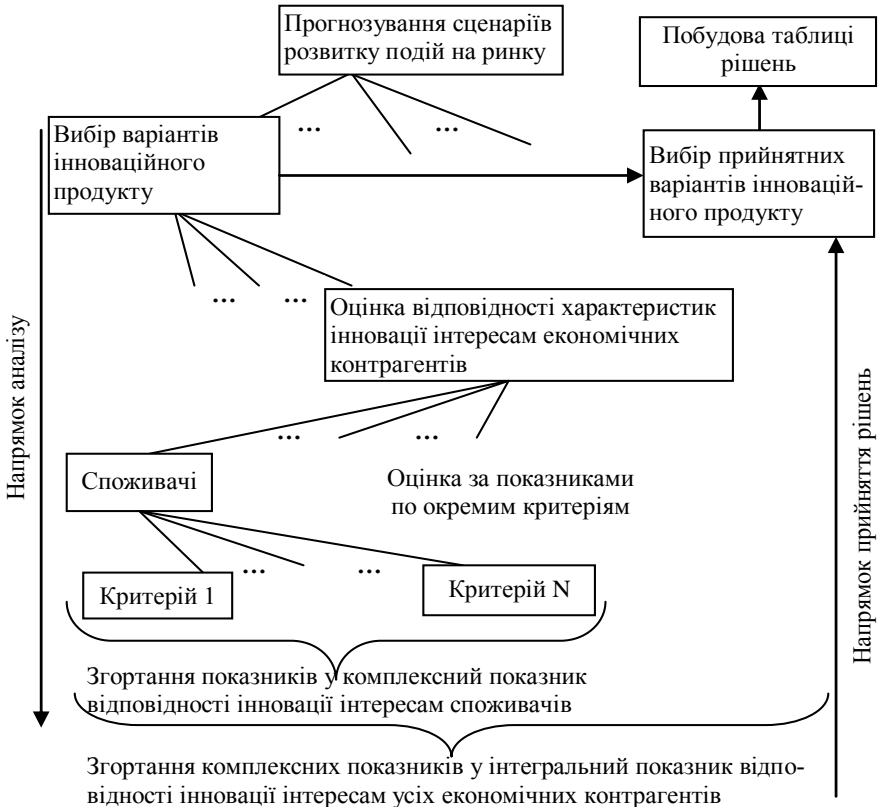 Прогнозування сценаріїв
розвитку подій на ринку
Побудова таблиці
рішень
...
...
Вибір варіантів
інноваційного
продукту
Вибір прийнятних
варіантів інновацій-
ного продукту
...
...
Оцінка відповідності характеристик
інновації інтересам економічних
контрагентів
Напрямок аналізу
...
...
Споживачі
Оцінка за показниками
по окремим критеріям
Напрямок прийняття рішень
...
...
Критерій 1
Критерій N
Згортання показників у комплексний показник
відповідності інновації інтересам споживачів
Згортання комплексних показників у інтегральний показник відпо-
відності інновації інтересам усіх економічних контрагентів